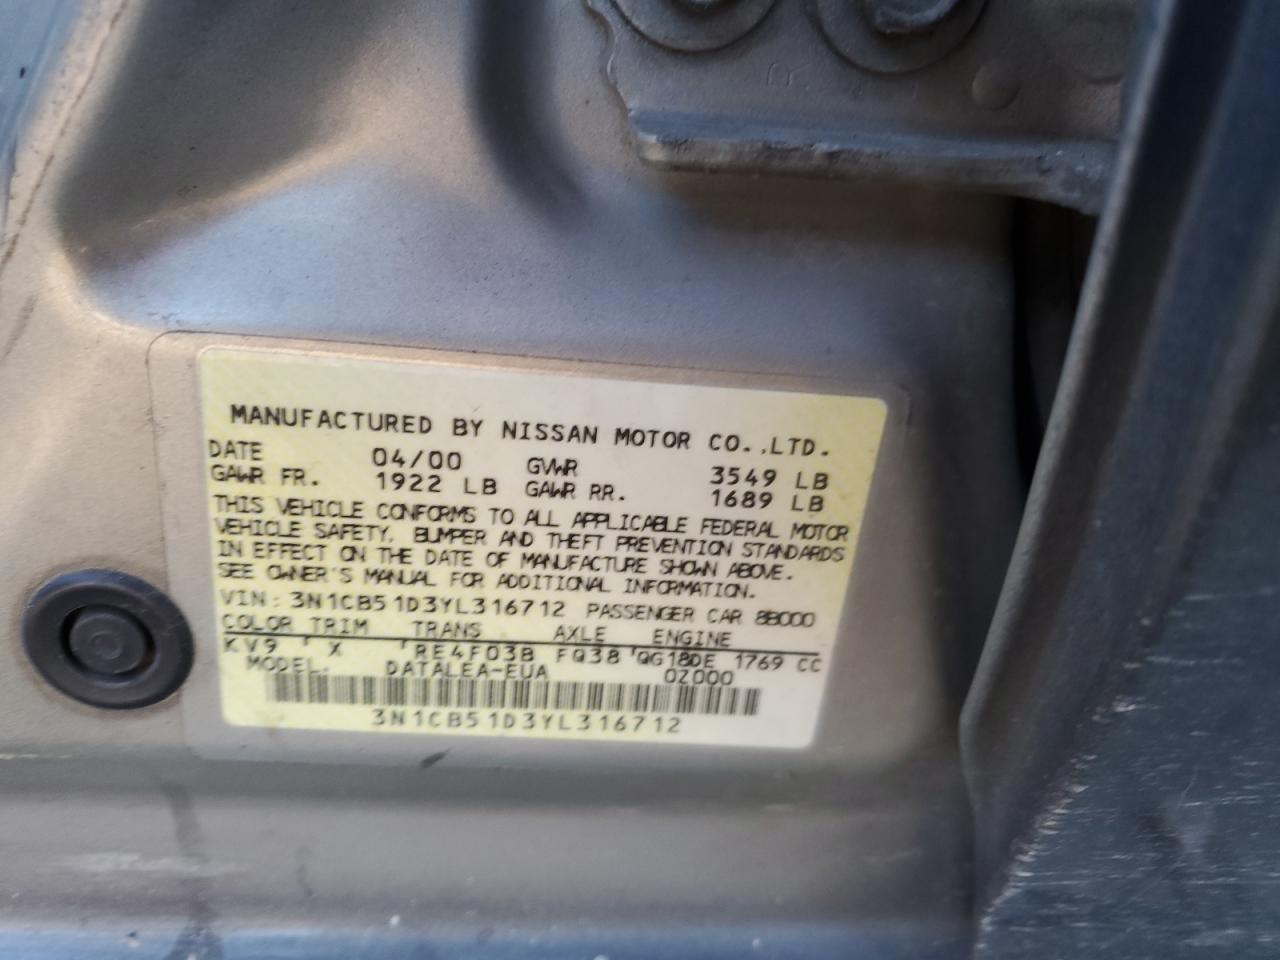 MANUFACTURED BY NISSAN MOTOR CO.,LTD.
DATE 04/00 GVWR 3549 LB
GAWR FR. 1922 LB GAWR RR. 1689 LB
THIS VEHICLE CONFORMS TO ALL APPLICABLE FEDERAL MOTOR
VEHICLE SAFETY, BUMPER AND THEFT PREVENTION STANDARDS
IN EFFECT ON THE DATE OF MANUFACTURE SHOWN ABOVE.
SEE OWNER'S MANUAL FOR ADDITIONAL INFORMATION.
VIN: 3N1CB51D3YL316712 PASSENGER CAR 8B000
COLOR TRIM TRANS AXLE ENGINE
KV9 X RE4F03B FQ38 QG18DE 1769 CC
MODEL: DATALEA-EUA 0Z000
3N1CB51D3YL316712